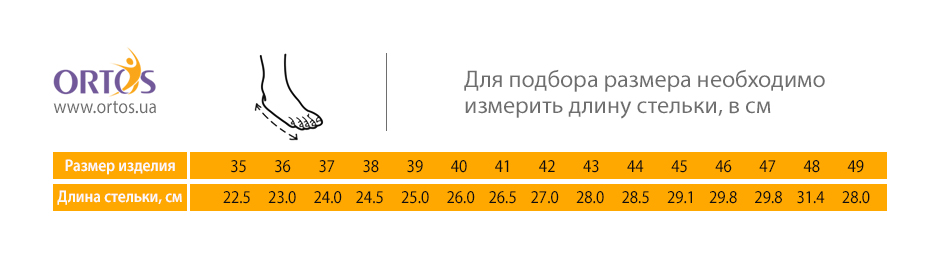 ORTOS
www.ortos.ua
Для подбора размера необходимо
измерить длину стельки, в см
Размер изделия 35 36 37 38 39 40 41 42 43 44 45 46 47 48 49
Длина стельки, см 22.5 23.0 24.0 24.5 25.0 26.0 26.5 27.0 28.0 28.5 29.1 29.8 29.8 31.4 28.0